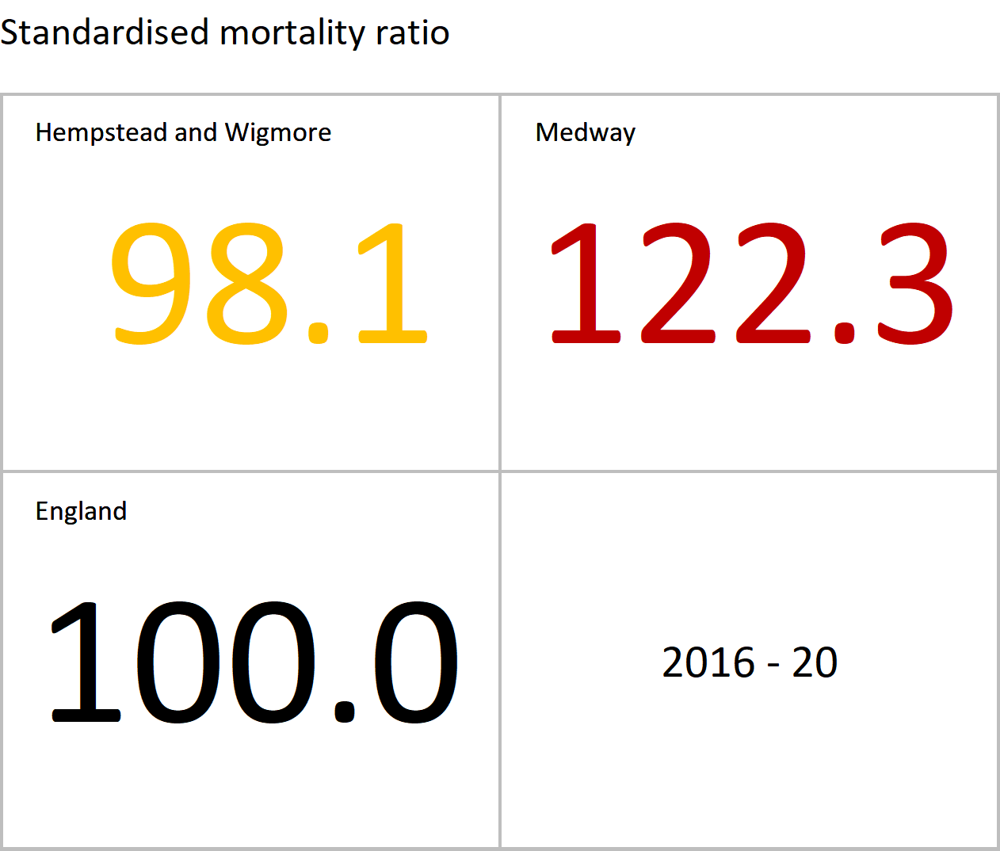 Standardised mortality ratio
Hempstead and Wigmore
98.1
Medway
122.3
England
100.0
2016 - 20